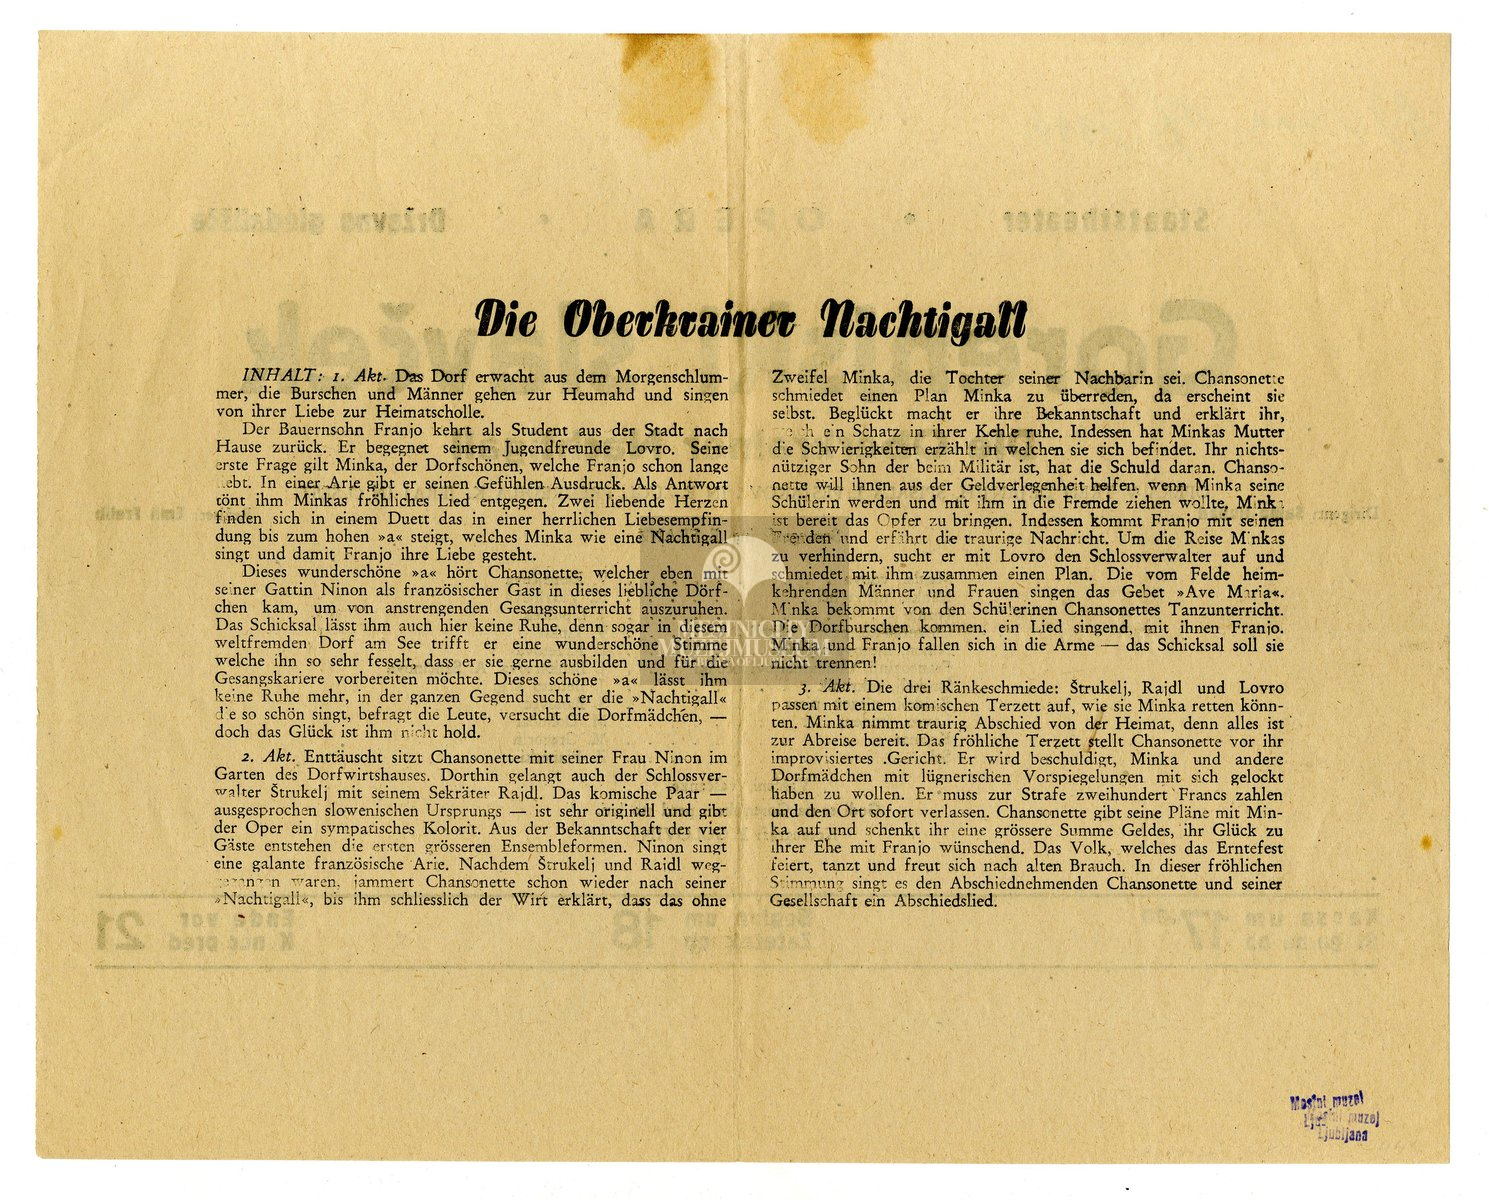 Die Oberkrainer Nachtigall
INHALT: 1. Akt. Das Dorf erwacht aus dem Morgenschlum-
mer, die Burschen und Männer gehen zur Heumahd und singen
von ihrer Liebe zur Heimatscholle.
Der Bauernsohn Franjo kehrt als Student aus der Stadt nach
Hause zurück. Er begegnet seinem Jugendfreunde Lovro. Seine
erste Frage gilt Minka, der Dorfschönen, welche Franjo schon lange
liebt. In einer Arie gibt er seinen Gefühlen Ausdruck. Als Antwort
tönt ihm Minkas fröhliches Lied entgegen. Zwei liebende Herzen
finden sich in einem Duett das in einer herrlichen Liebesempfin-
dung bis zum hohen »a« steigt, welches Minka wie eine Nachtigall
singt und damit Franjo ihre Liebe gesteht.
Dieses wunderschöne »a« hört Chansonette, welcher eben mit
seiner Gattin Ninon als französischer Gast in dieses liebliche Dörf-
chen kam, um von anstrengenden Gesangsunterricht auszuruhen.
Das Schicksal lässt ihm auch hier keine Ruhe, denn sogar in diesem
weltfremden Dorf am See trifft er eine wunderschöne Stimme
welche ihn so sehr fesselt, dass er sie gerne ausbilden und für die
Gesangskariere vorbereiten möchte. Dieses schöne »a« lässt ihm
keine Ruhe mehr, in der ganzen Gegend sucht er die »Nachtigall«
die so schön singt, befragt die Leute, versucht die Dorfmädchen, —
doch das Glück ist ihm nicht hold.
2. Akt. Enttäuscht sitzt Chansonette mit seiner Frau Ninon im
Garten des Dorfwirtshauses. Dorthin gelangt auch der Schlossver-
walter Štrukelj mit seinem Sekräter Rajdl. Das komische Paar —
ausgesprochen slowenischen Ursprungs — ist sehr originell und gibt
der Oper ein sympatisches Kolorit. Aus der Bekanntschaft der vier
Gäste entstehen die ersten grösseren Ensembleformen. Ninon singt
eine galante französische Arie. Nachdem Štrukelj und Raidl weg-
gegangen waren, jammert Chansonette schon wieder nach seiner
»Nachtigall«, bis ihm schliesslich der Wirt erklärt, dass das ohne
Zweifel Minka, die Tochter seiner Nachbarin sei. Chansonette
schmiedet einen Plan Minka zu überreden, da erscheint sie
selbst. Beglückt macht er ihre Bekanntschaft und erklärt ihr,
welch ein Schatz in ihrer Kehle ruhe. Indessen hat Minkas Mutter
die Schwierigkeiten erzählt in welchen sie sich befindet. Ihr nichts-
nütziger Sohn der beim Militär ist, hat die Schuld daran. Chanso-
nette will ihnen aus der Geldverlegenheit helfen, wenn Minka seine
Schülerin werden und mit ihm in die Fremde ziehen wollte. Minka
ist bereit das Opfer zu bringen. Indessen kommt Franjo mit seinen
Freunden und erfährt die traurige Nachricht. Um die Reise Minkas
zu verhindern, sucht er mit Lovro den Schlossverwalter auf und
schmiedet mit ihm zusammen einen Plan. Die vom Felde heim-
kehrenden Männer und Frauen singen das Gebet »Ave Maria«.
Minka bekommt von den Schülerinen Chansonettes Tanzunterricht.
Die Dorfburschen kommen, ein Lied singend, mit ihnen Franjo.
Minka und Franjo fallen sich in die Arme — das Schicksal soll sie
nicht trennen!
3. Akt. Die drei Ränkeschmiede: Štrukelj, Rajdl und Lovro
passen mit einem komischen Terzett auf, wie sie Minka retten könn-
ten. Minka nimmt traurig Abschied von der Heimat, denn alles ist
zur Abreise bereit. Das fröhliche Terzett stellt Chansonette vor ihr
improvisiertes Gericht. Er wird beschuldigt, Minka und andere
Dorfmädchen mit lügnerischen Vorspiegelungen mit sich gelockt
haben zu wollen. Er muss zur Strafe zweihundert Francs zahlen
und den Ort sofort verlassen. Chansonette gibt seine Pläne mit Min-
ka auf und schenkt ihr eine grössere Summe Geldes, ihr Glück zu
ihrer Ehe mit Franjo wünschend. Das Volk, welches das Erntefest
feiert, tanzt und freut sich nach alten Brauch. In dieser fröhlichen
Stimmung singt es den Abschiednehmenden Chansonette und seiner
Gesellschaft ein Abschiedslied.
Mestni muzej
muzej
Ljubljana